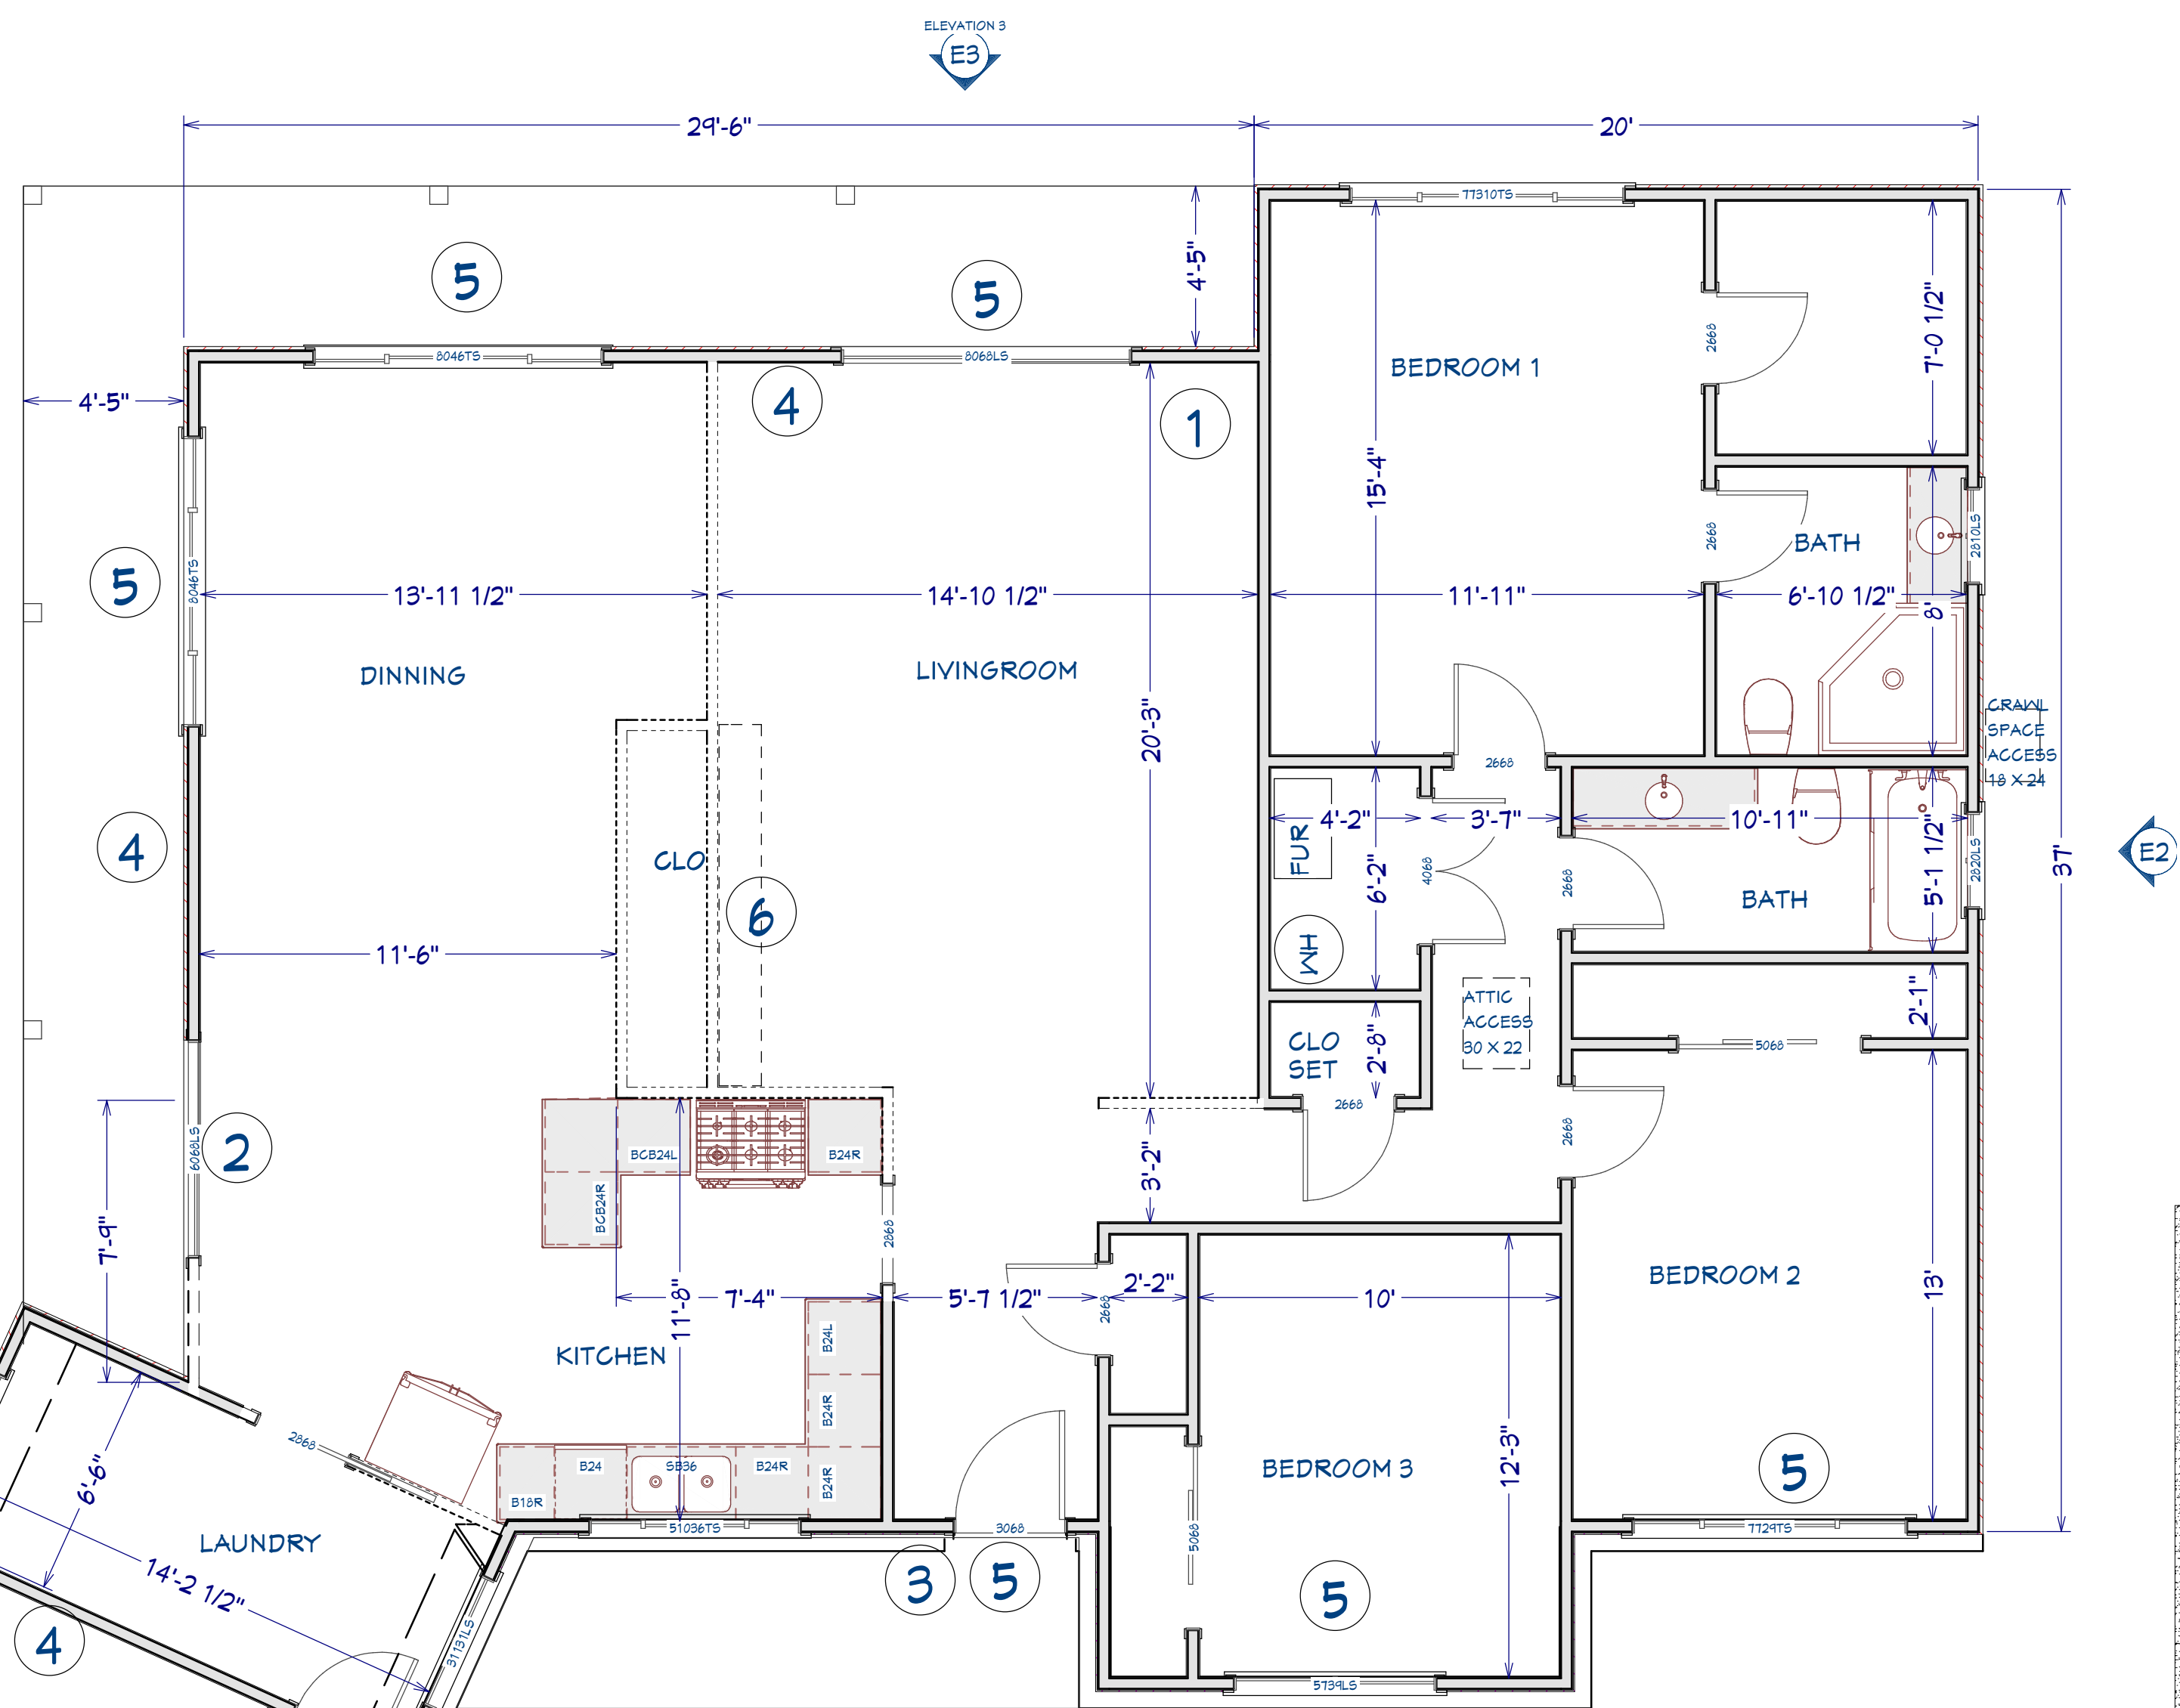 ELEVATION 3
E3
29'-6"
20'
77310TS
4'-5"
5
5
7'-0 1/2"
2668
8046TS
8068LS
BEDROOM 1
4'-5"
4
1
15'-4"
2668
BATH
2810LS
5
8046TS
13'-11 1/2"
14'-10 1/2"
11'-11"
6'-10 1/2"
8'
DINNING
LIVINGROOM
20'-3"
CRAWL
SPACE
ACCESS
18 X 24
2668
4'-2"
3'-7"
10'-11"
4
CLO
FUR
6'-2"
4068
2668
5'-1 1/2"
2820LS
37'
E2
BATH
6
11'-6"
WH
ATTIC
ACCESS
30 X 22
2'-1"
CLO
SET
2'-8"
5068
2668
2668
2
6068LS
BCB24L
B24R
BCB24R
3'-2"
2868
7'-9"
11'-8"
7'-4"
5'-7 1/2"
2668
2'-2"
10'
BEDROOM 2
13'
KITCHEN
B24L
B24R
B24R
2868
6'-6"
B24
SB36
B24R
B18R
BEDROOM 3
12'-3"
5
LAUNDRY
51036TS
3068
5068
7729TS
14'-2 1/2"
3
5
5
31131LS
4
5739LS